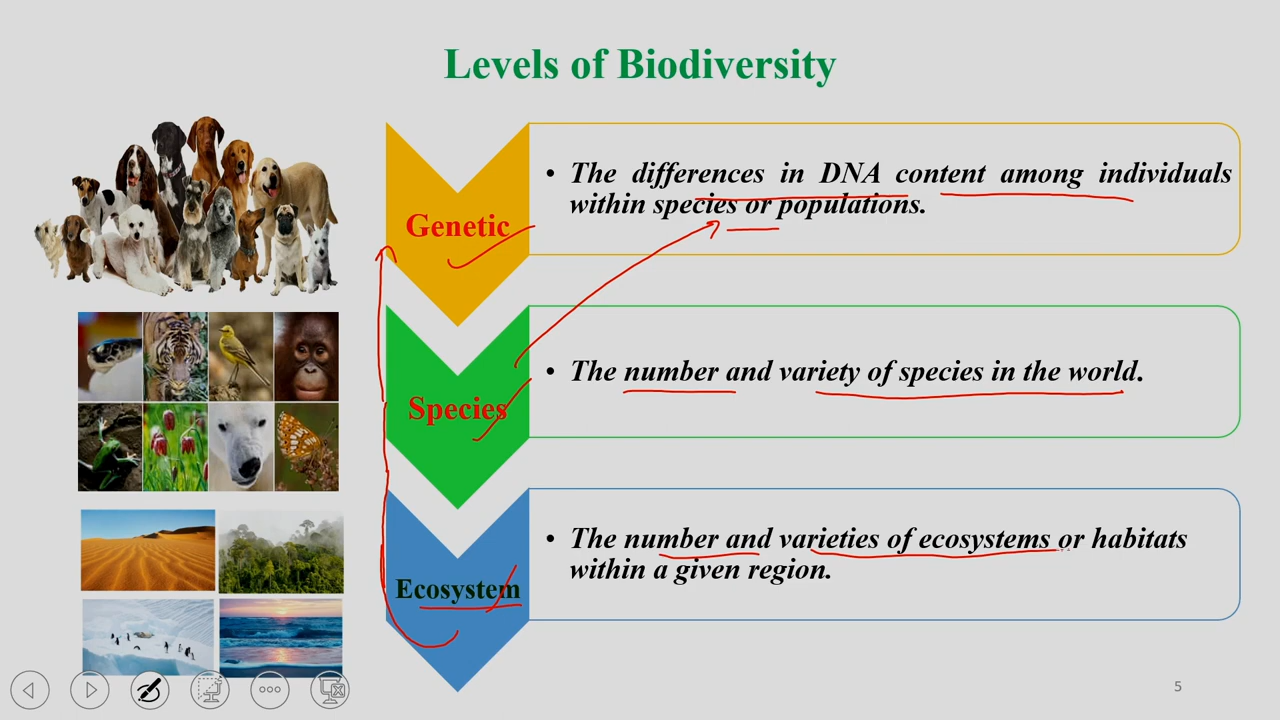 Levels of Biodiversity
Genetic
• The differences in DNA content among individuals
within species or populations.
Species
• The number and variety of species in the world.
Ecosystem
• The number and varieties of ecosystems or habitats
within a given region.
5